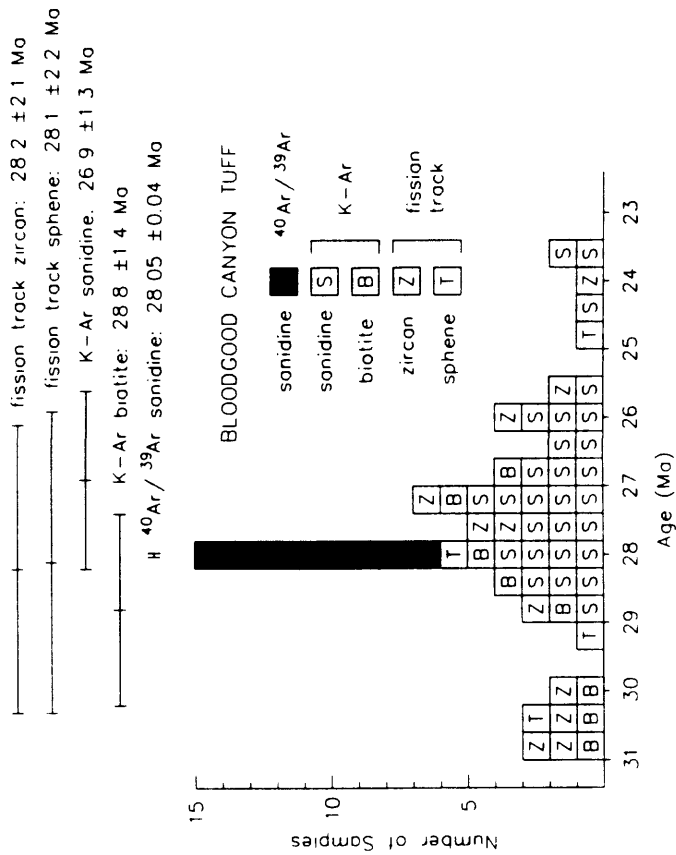 fission track zircon: 28 2 ±2 1 Ma
fission track sphene: 28 1 ±2 2 Ma
K-Ar sanidine. 26 9 ±1 3 Ma
K-Ar biotite: 28 8 ±1 4 Ma
⁴⁰Ar/³⁹Ar sanidine: 28 05 ±0.04 Ma
BLOODGOOD CANYON TUFF
sanidine ⁴⁰Ar/³⁹Ar
sanidine S
K-Ar
biotite B
zircon Z
fission track
sphene T
Number of Samples
15
10
5
Z
T B
B Z S
B S Z S B Z
Z T Z S S S S S S
Z Z Z B S S S S S S S Z S
B B B T S S S S S S S S S T S Z S
31 30 29 28 27 26 25 24 23
Age (Ma)